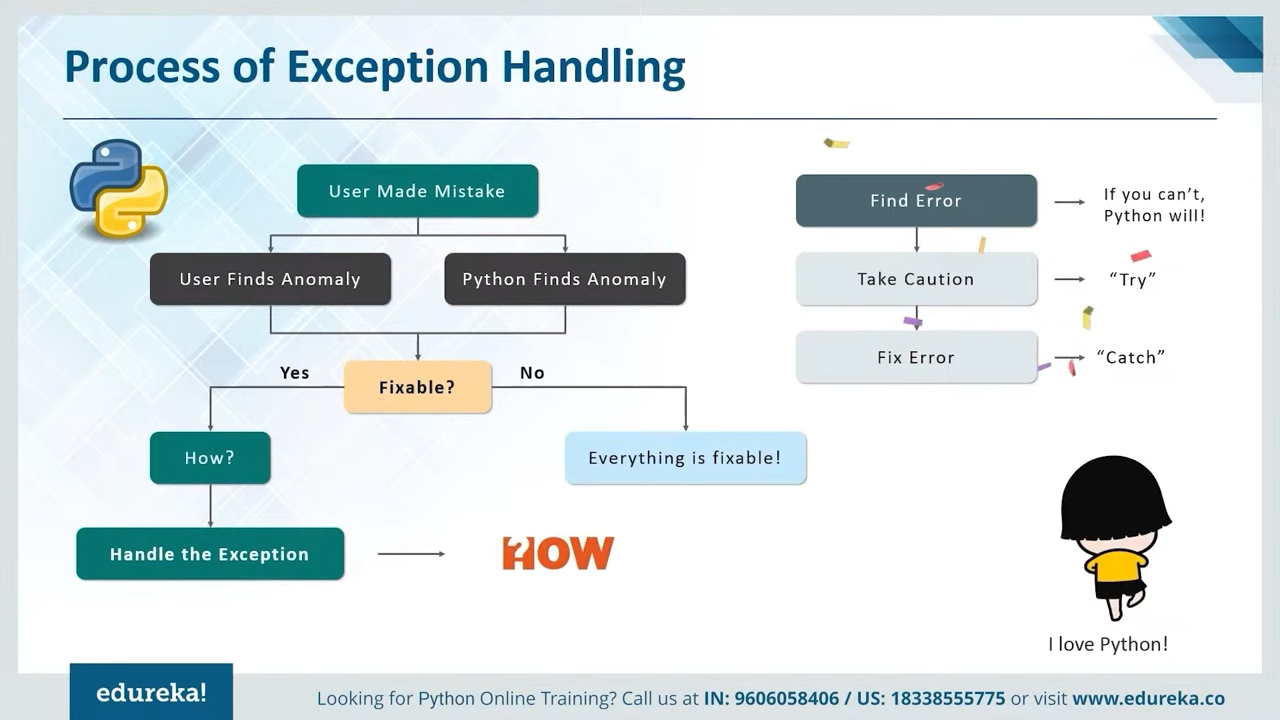 Process of Exception Handling
User Made Mistake
User Finds Anomaly
Python Finds Anomaly
Yes
Fixable?
No
How?
Everything is fixable!
Handle the Exception
HOW
Find Error
If you can’t,
Python will!
Take Caution
“Try”
Fix Error
“Catch”
I love Python!
edureka!
Looking for Python Online Training? Call us at IN: 9606058406 / US: 18338555775 or visit www.edureka.co